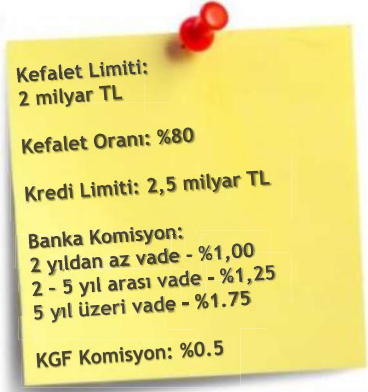 Kefalet Limiti:
2 milyar TL
Kefalet Oranı: %80
Kredi Limiti: 2,5 milyar TL
Banka Komisyon:
2 yıldan az vade - %1,00
2 – 5 yıl arası vade - %1,25
5 yıl üzeri vade - %1.75
KGF Komisyon: %0.5